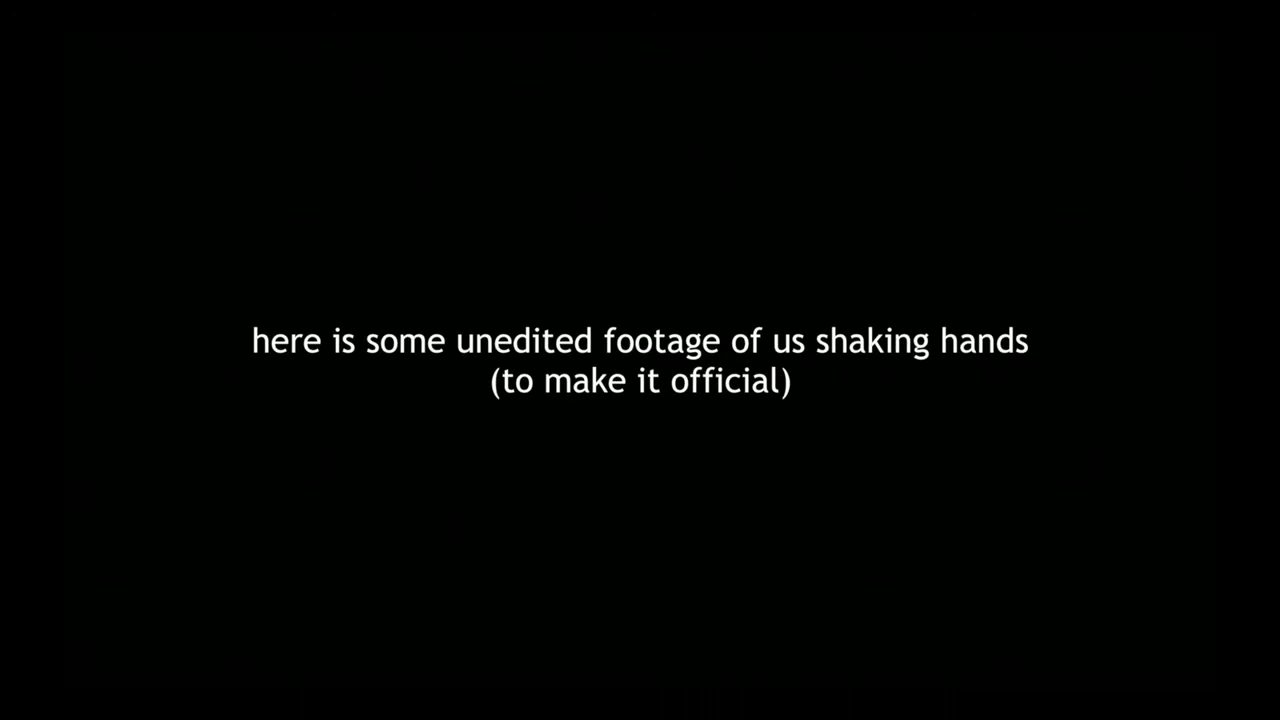 here is some unedited footage of us shaking hands
(to make it official)